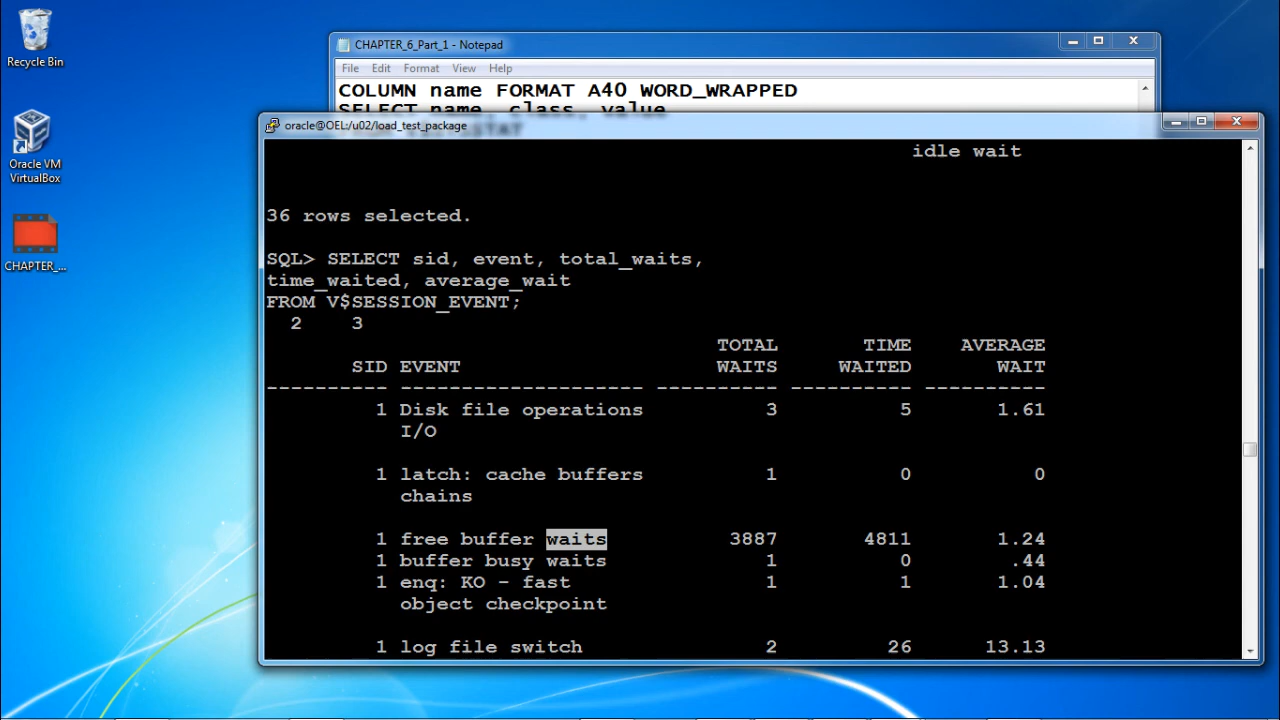 Recycle Bin
Oracle VM
VirtualBox
CHAPTER_...
CHAPTER_6_Part_1 - Notepad
File Edit Format View Help
COLUMN name FORMAT A40 WORD_WRAPPED
SELECT name, class, value
oracle@OEL:/u02/load_test_package
idle wait
36 rows selected.
SQL> SELECT sid, event, total_waits,
time_waited, average_wait
FROM V$SESSION_EVENT;
2 3
TOTAL TIME AVERAGE
SID EVENT WAITS WAITED WAIT
---------- -------------------- ---------- ---------- ----------
1 Disk file operations 3 5 1.61
I/O
1 latch: cache buffers 1 0 0
chains
1 free buffer waits 3887 4811 1.24
1 buffer busy waits 1 0 .44
1 enq: KO - fast 1 1 1.04
object checkpoint
1 log file switch 2 26 13.13